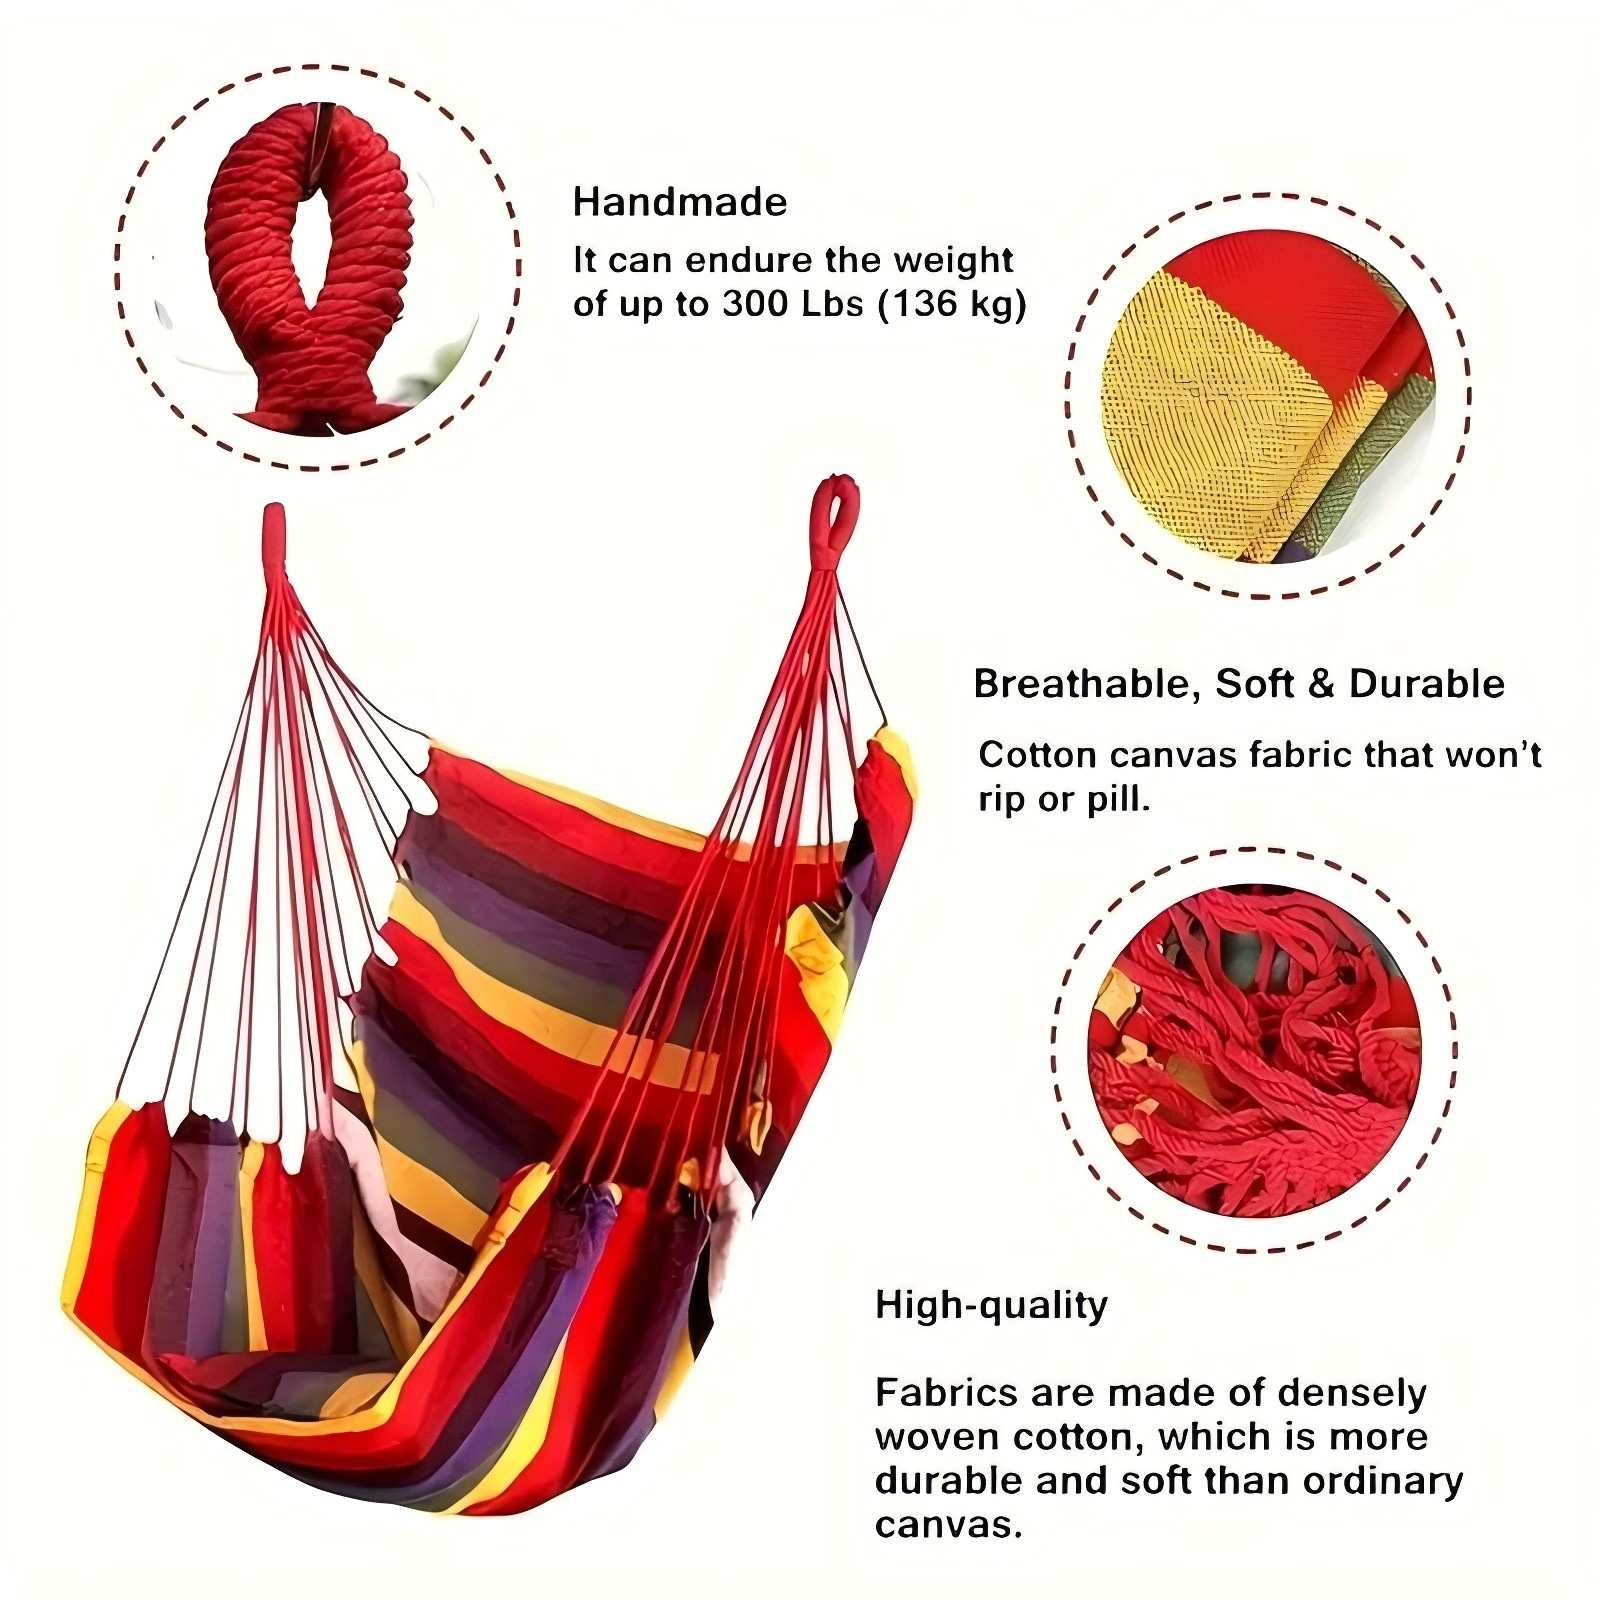 Handmade
It can endure the weight
of up to 300 Lbs (136 kg)
Breathable, Soft & Durable
Cotton canvas fabric that won't
rip or pill.
High-quality
Fabrics are made of densely
woven cotton, which is more
durable and soft than ordinary
canvas.